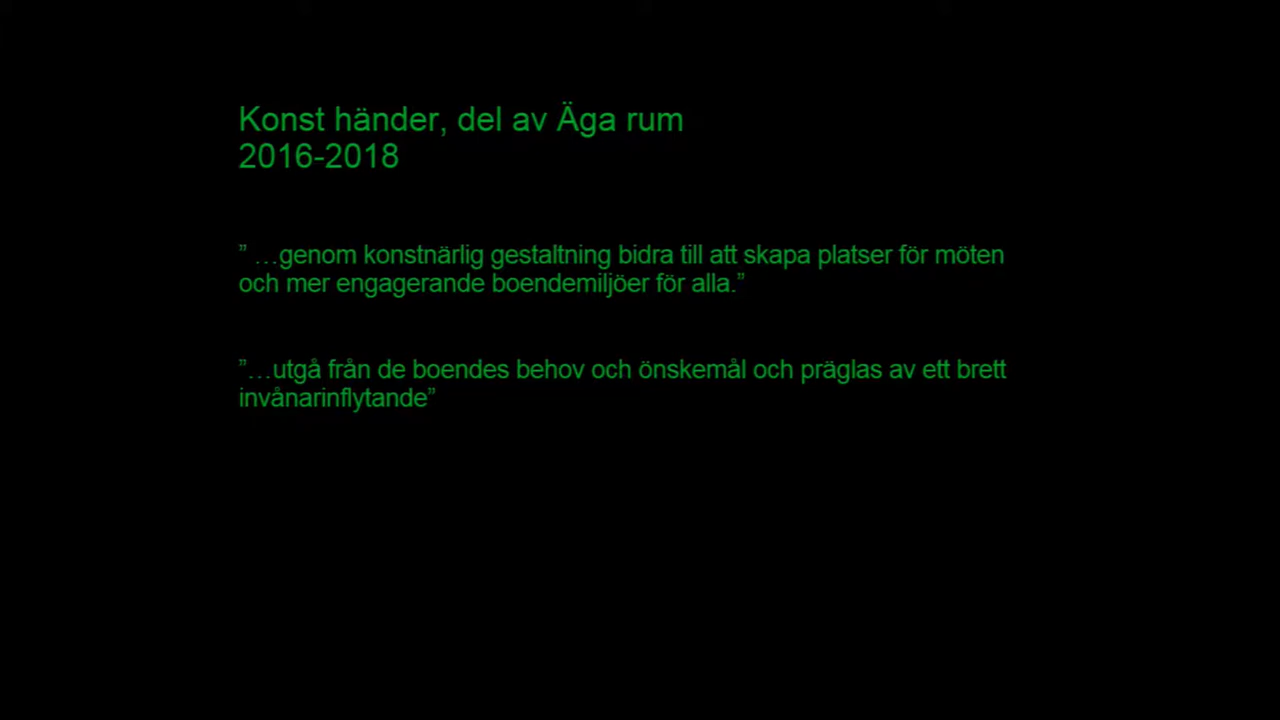 Konst händer, del av Äga rum
2016-2018
” …genom konstnärlig gestaltning bidra till att skapa platser för möten
och mer engagerande boendemiljöer för alla.”
”…utgå från de boendes behov och önskemål och präglas av ett brett
invånarinflytande”